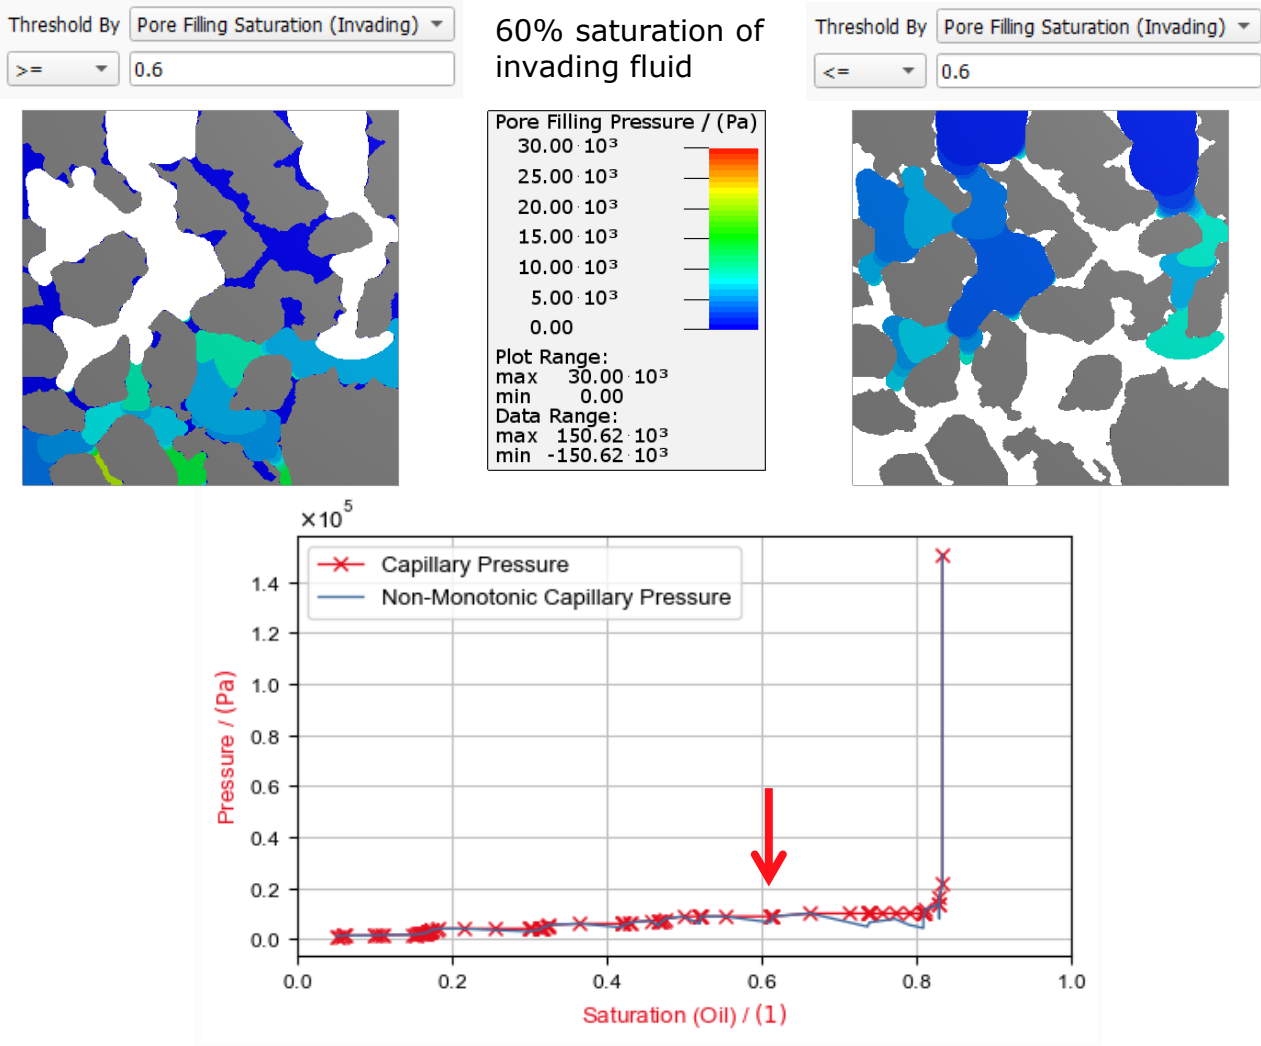 Threshold By Pore Filling Saturation (Invading)
>= 0.6
60% saturation of
invading fluid
Threshold By Pore Filling Saturation (Invading)
<= 0.6
Pore Filling Pressure / (Pa)
30.00·10³
25.00·10³
20.00·10³
15.00·10³
10.00·10³
5.00·10³
0.00
Plot Range:
max 30.00·10³
min 0.00
Data Range:
max 150.62·10³
min -150.62·10³
×10⁵
Capillary Pressure
Non-Monotonic Capillary Pressure
1.4
1.2
1.0
0.8
0.6
0.4
0.2
0.0
Pressure / (Pa)
0.0 0.2 0.4 0.6 0.8 1.0
Saturation (Oil) / (1)